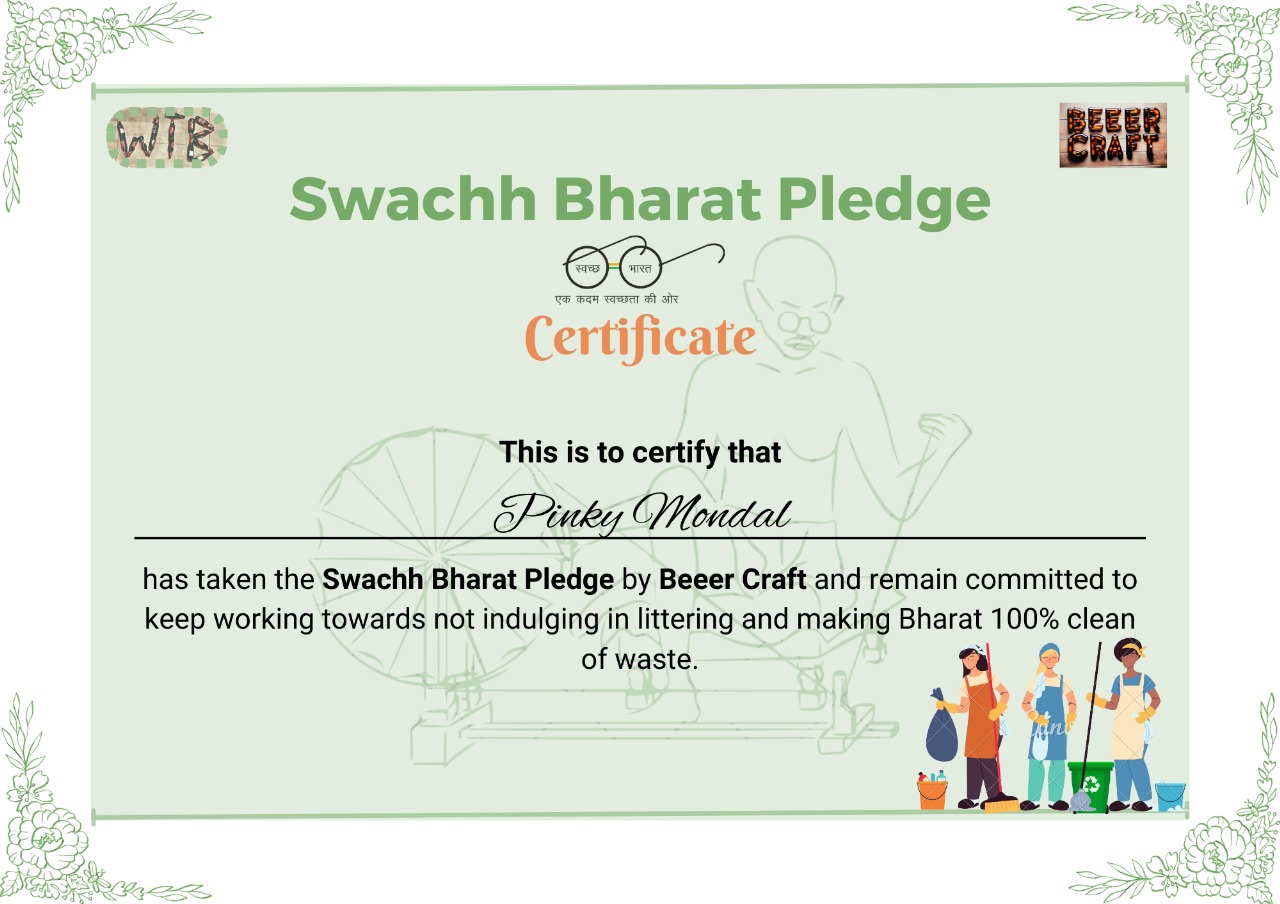 WTB
BEEER
CRAFT
Swachh Bharat Pledge
स्वच्छ भारत
एक कदम स्वच्छता की ओर
Certificate
This is to certify that
Pinky Mondal
has taken the Swachh Bharat Pledge by Beeer Craft and remain committed to
keep working towards not indulging in littering and making Bharat 100% clean
of waste.